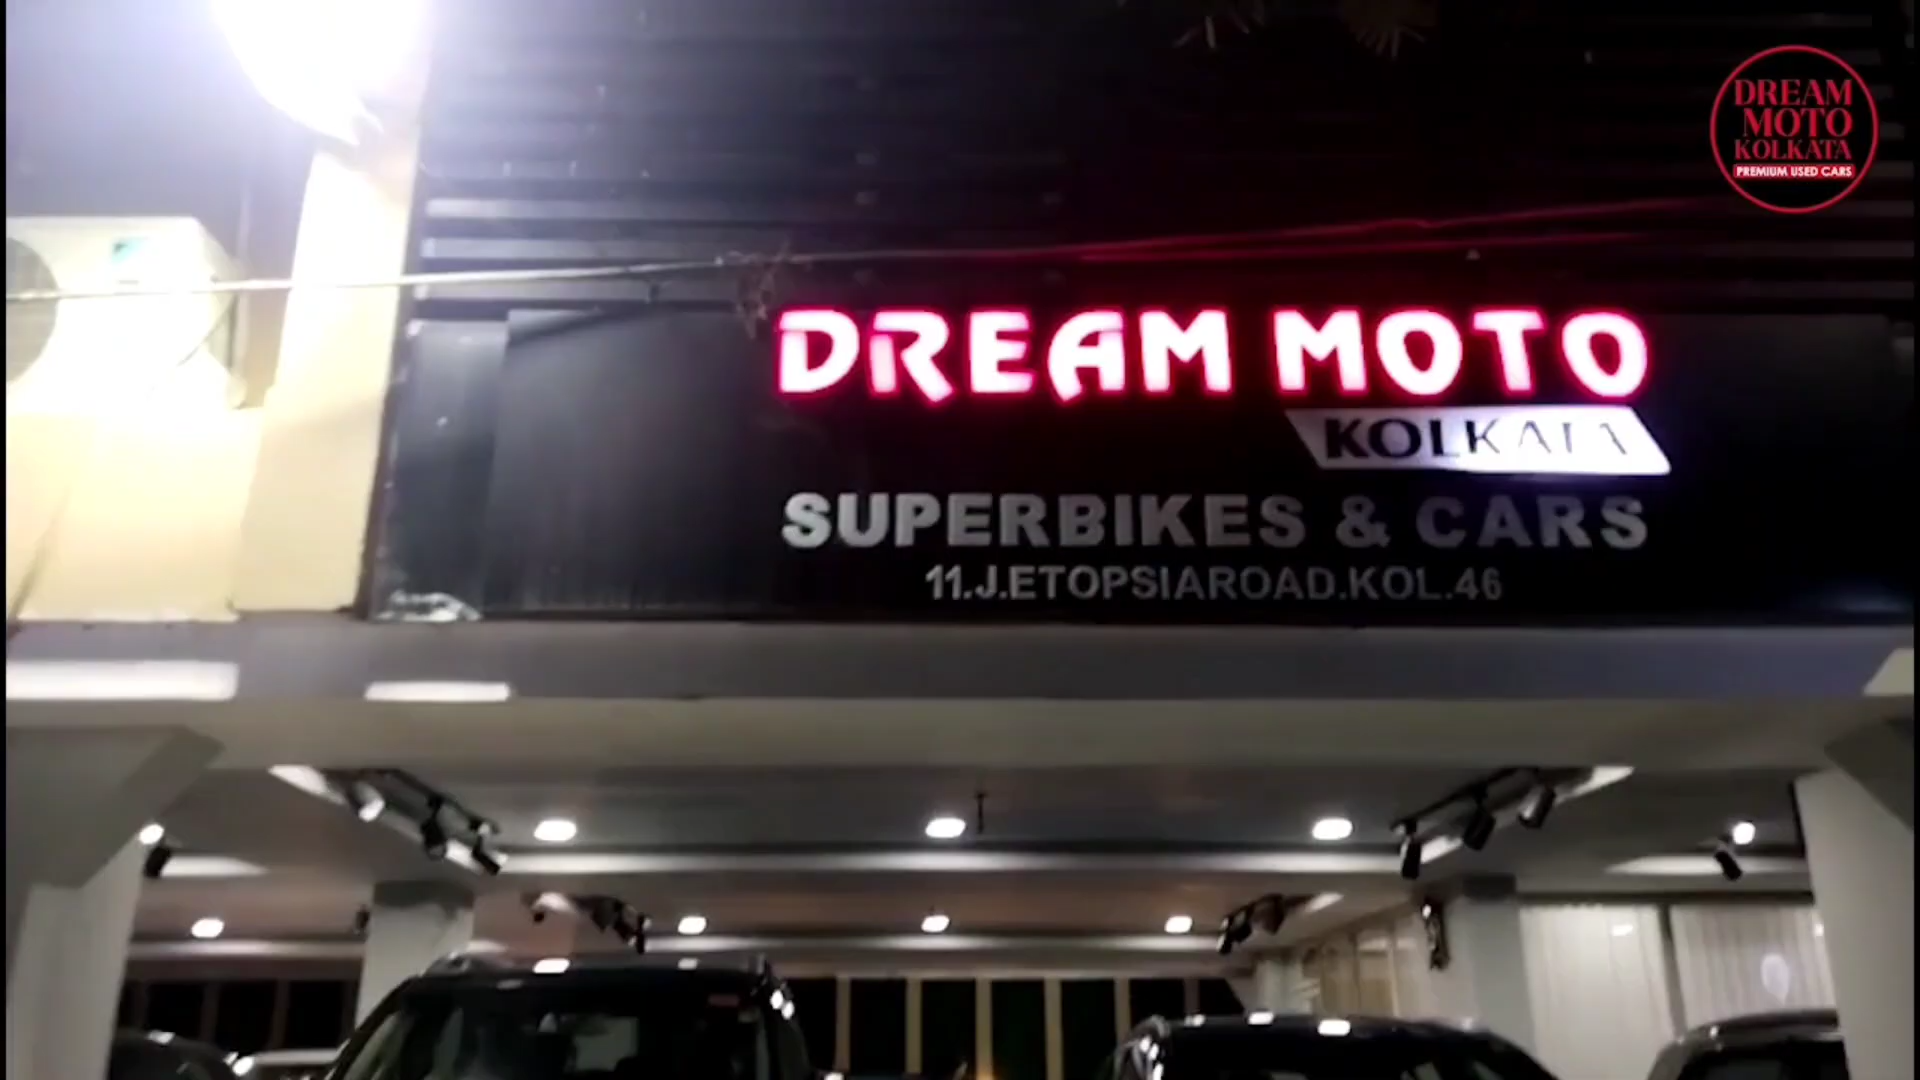 DREAM
MOTO
KOLKATA
PREMIUM USED CARS
DREAM MOTO
KOLKATA
SUPERBIKES & CARS
11.J.ETOPSIAROAD.KOL.46